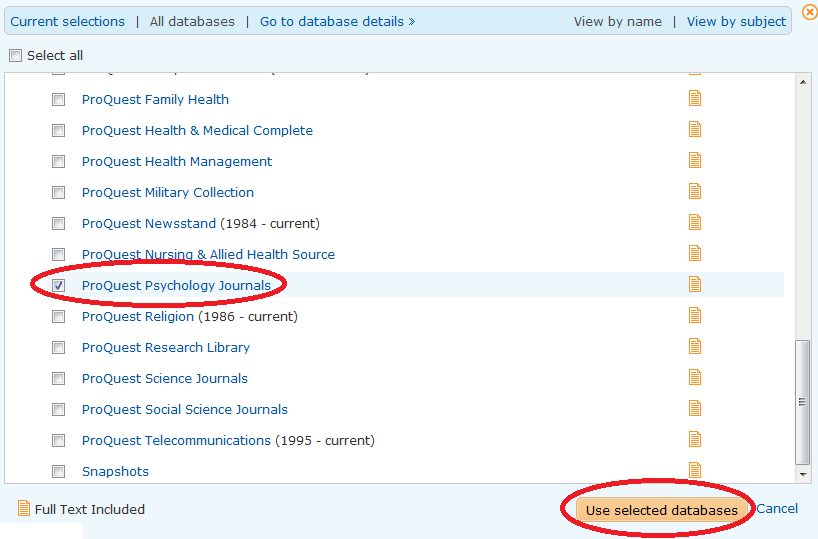 Current selections | All databases | Go to database details » View by name | View by subject
Select all
ProQuest Family Health
ProQuest Health & Medical Complete
ProQuest Health Management
ProQuest Military Collection
ProQuest Newsstand (1984 - current)
ProQuest Nursing & Allied Health Source
ProQuest Psychology Journals
ProQuest Religion (1986 - current)
ProQuest Research Library
ProQuest Science Journals
ProQuest Social Science Journals
ProQuest Telecommunications (1995 - current)
Snapshots
Full Text Included Use selected databases Cancel